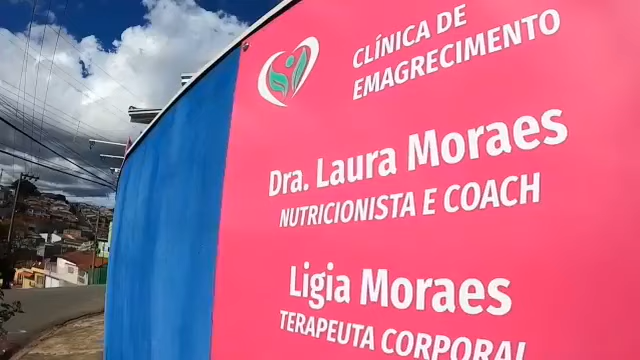 CLÍNICA DE
EMAGRECIMENTO
Dra. Laura Moraes
NUTRICIONISTA E COACH
Ligia Moraes
TERAPEUTA CORPORAL